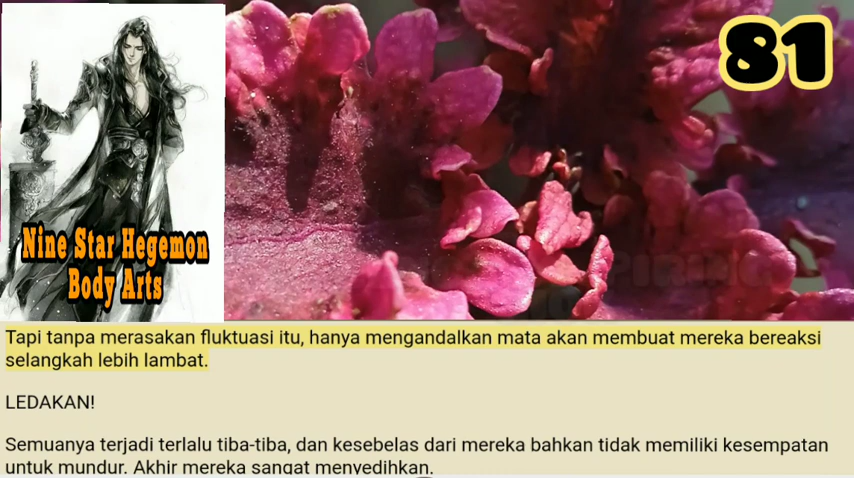 81
Nine Star Hegemon
Body Arts
Tapi tanpa merasakan fluktuasi itu, hanya mengandalkan mata akan membuat mereka bereaksi
selangkah lebih lambat.
LEDAKAN!
Semuanya terjadi terlalu tiba-tiba, dan kesebelas dari mereka bahkan tidak memiliki kesempatan
untuk mundur. Akhir mereka sangat menyedihkan.